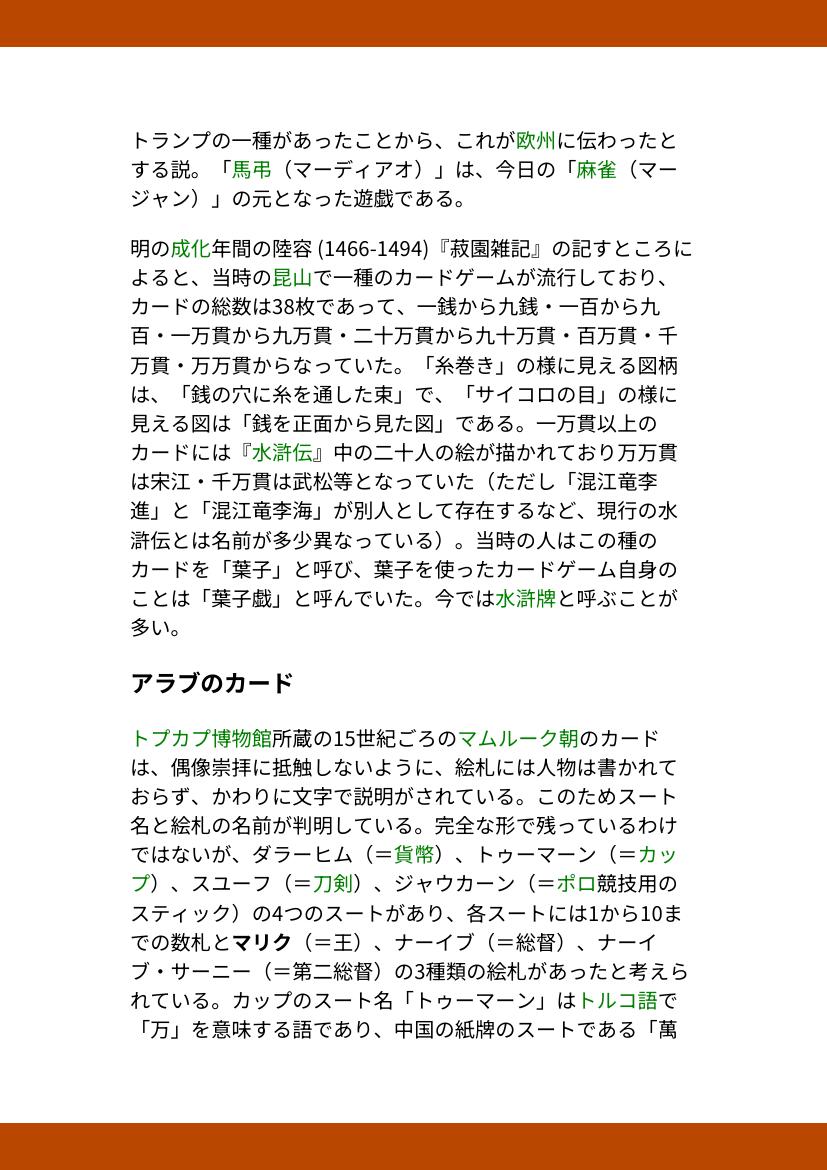 トランプの一種があったことから、これが欧州に伝わったと
する説。「馬弔（マーディアオ）」は、今日の「麻雀（マー
ジャン）」の元となった遊戯である。
明の成化年間の陸容 (1466-1494)『菽園雑記』の記すところに
よると、当時の昆山で一種のカードゲームが流行しており、
カードの総数は38枚であって、一銭から九銭・一百から九
百・一万貫から九万貫・二十万貫から九十万貫・百万貫・千
万貫・万万貫からなっていた。「糸巻き」の様に見える図柄
は、「銭の穴に糸を通した束」で、「サイコロの目」の様に
見える図は「銭を正面から見た図」である。一万貫以上の
カードには『水滸伝』中の二十人の絵が描かれており万万貫
は宋江・千万貫は武松等となっていた（ただし「混江竜李
進」と「混江竜李海」が別人として存在するなど、現行の水
滸伝とは名前が多少異なっている）。当時の人はこの種の
カードを「葉子」と呼び、葉子を使ったカードゲーム自身の
ことは「葉子戯」と呼んでいた。今では水滸牌と呼ぶことが
多い。
アラブのカード
トプカプ博物館所蔵の15世紀ごろのマムルーク朝のカード
は、偶像崇拝に抵触しないように、絵札には人物は書かれて
おらず、かわりに文字で説明がされている。このためスート
名と絵札の名前が判明している。完全な形で残っているわけ
ではないが、ダラーヒム（＝貨幣）、トゥーマーン（＝カッ
プ）、スユーフ（＝刀剣）、ジャウカーン（＝ポロ競技用の
スティック）の4つのスートがあり、各スートには1から10ま
での数札とマリク（＝王）、ナーイブ（＝総督）、ナーイ
ブ・サーニー（＝第二総督）の3種類の絵札があったと考えら
れている。カップのスート名「トゥーマーン」はトルコ語で
「万」を意味する語であり、中国の紙牌のスートである「萬